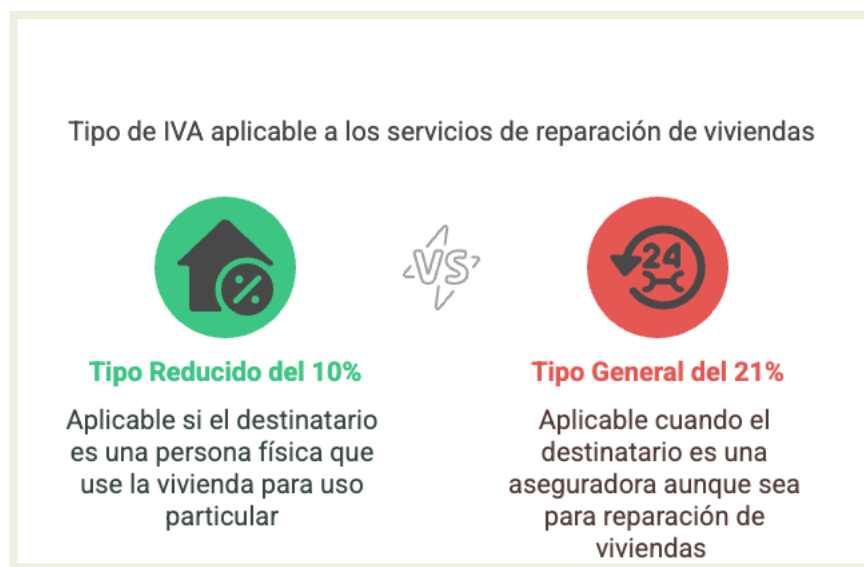 Tipo de IVA aplicable a los servicios de reparación de viviendas
VS
24
Tipo Reducido del 10%
Aplicable si el destinatario
es una persona física que
use la vivienda para uso
particular
Tipo General del 21%
Aplicable cuando el
destinatario es una
aseguradora aunque sea
para reparación de
viviendas